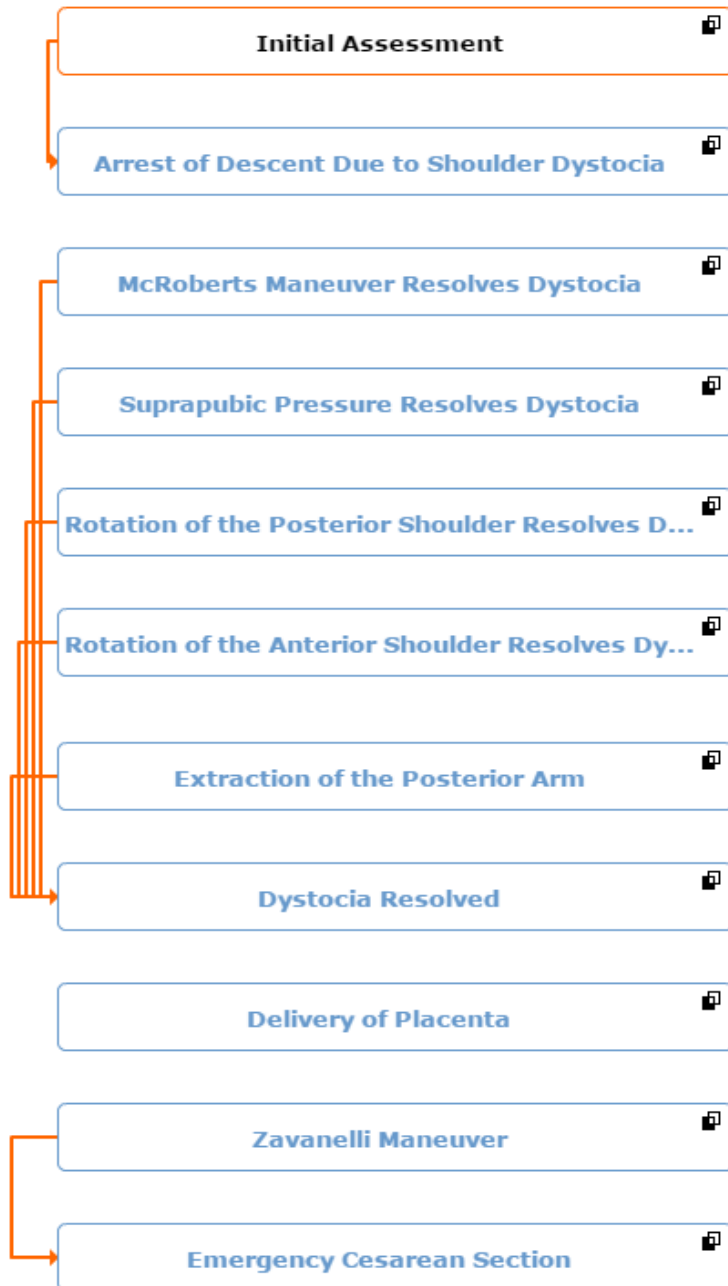 Initial Assessment
Arrest of Descent Due to Shoulder Dystocia
McRoberts Maneuver Resolves Dystocia
Suprapubic Pressure Resolves Dystocia
Rotation of the Posterior Shoulder Resolves D...
Rotation of the Anterior Shoulder Resolves Dy...
Extraction of the Posterior Arm
Dystocia Resolved
Delivery of Placenta
Zavanelli Maneuver
Emergency Cesarean Section